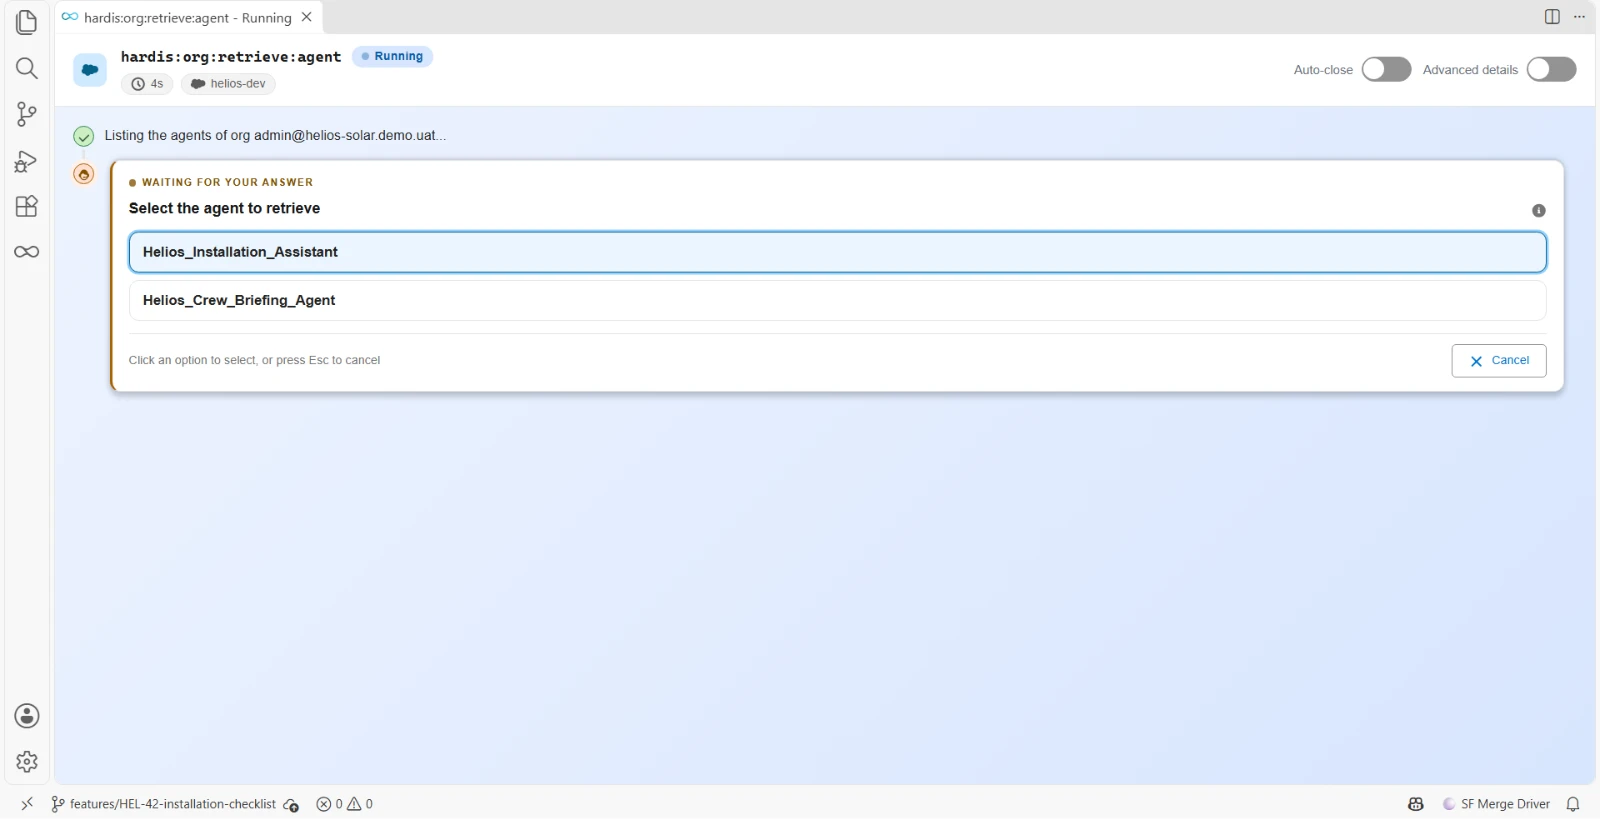 hardis:org:retrieve:agent - Running
hardis:org:retrieve:agent
Running
4s
helios-dev
Auto-close
Advanced details
Listing the agents of org admin@helios-solar.demo.uat...
WAITING FOR YOUR ANSWER
Select the agent to retrieve
Helios_Installation_Assistant
Helios_Crew_Briefing_Agent
Click an option to select, or press Esc to cancel
Cancel
features/HEL-42-installation-checklist
0
0
SF Merge Driver